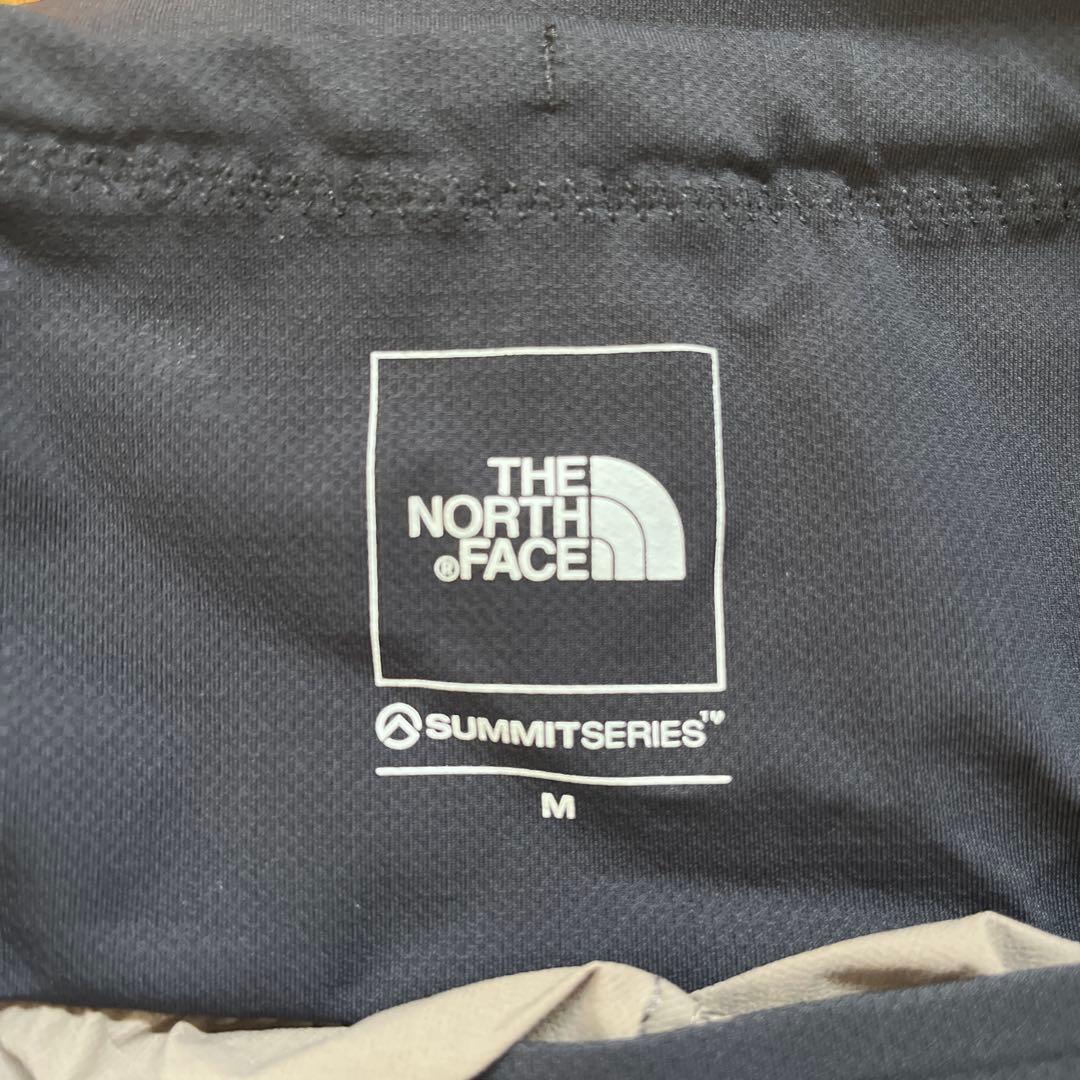 THE
NORTH
®FACE
SUMMITSERIES™
M